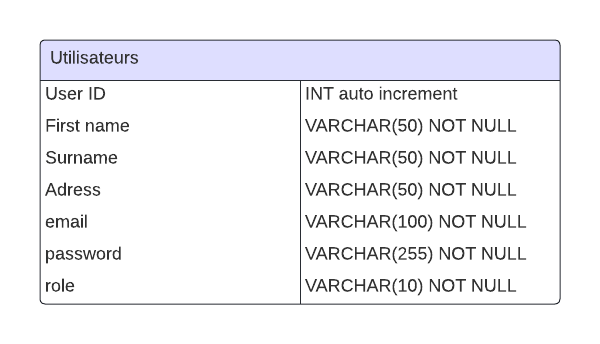 Utilisateurs
User ID INT auto increment
First name VARCHAR(50) NOT NULL
Surname VARCHAR(50) NOT NULL
Adress VARCHAR(50) NOT NULL
email VARCHAR(100) NOT NULL
password VARCHAR(255) NOT NULL
role VARCHAR(10) NOT NULL